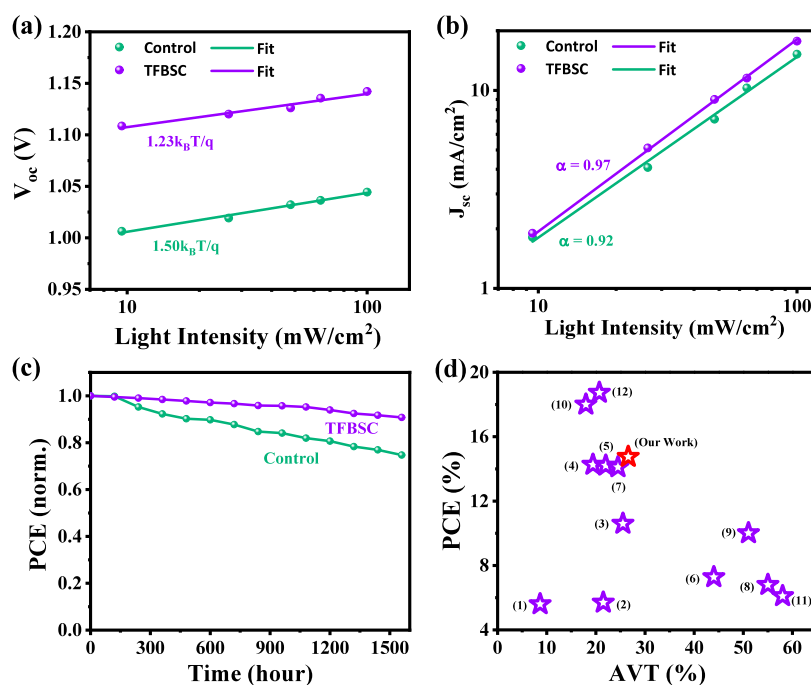 (a)
1.20
1.15
1.10
1.05
1.00
0.95
V_oc (V)
Control Fit
TFBSC Fit
1.23k_BT/q
1.50k_BT/q
10 100
Light Intensity (mW/cm²)
(b)
10
1
J_sc (mA/cm²)
Control Fit
TFBSC Fit
α = 0.97
α = 0.92
10 100
Light Intensity (mW/cm²)
(c)
1.0
0.8
0.6
0.4
0.2
0.0
PCE (norm.)
TFBSC
Control
0 300 600 900 1200 1500
Time (hour)
(d)
20
16
12
8
4
PCE (%)
(10) (12)
(5) (Our Work)
(4)
(7)
(3)
(9)
(6) (8) (11)
(1) (2)
0 10 20 30 40 50 60
AVT (%)